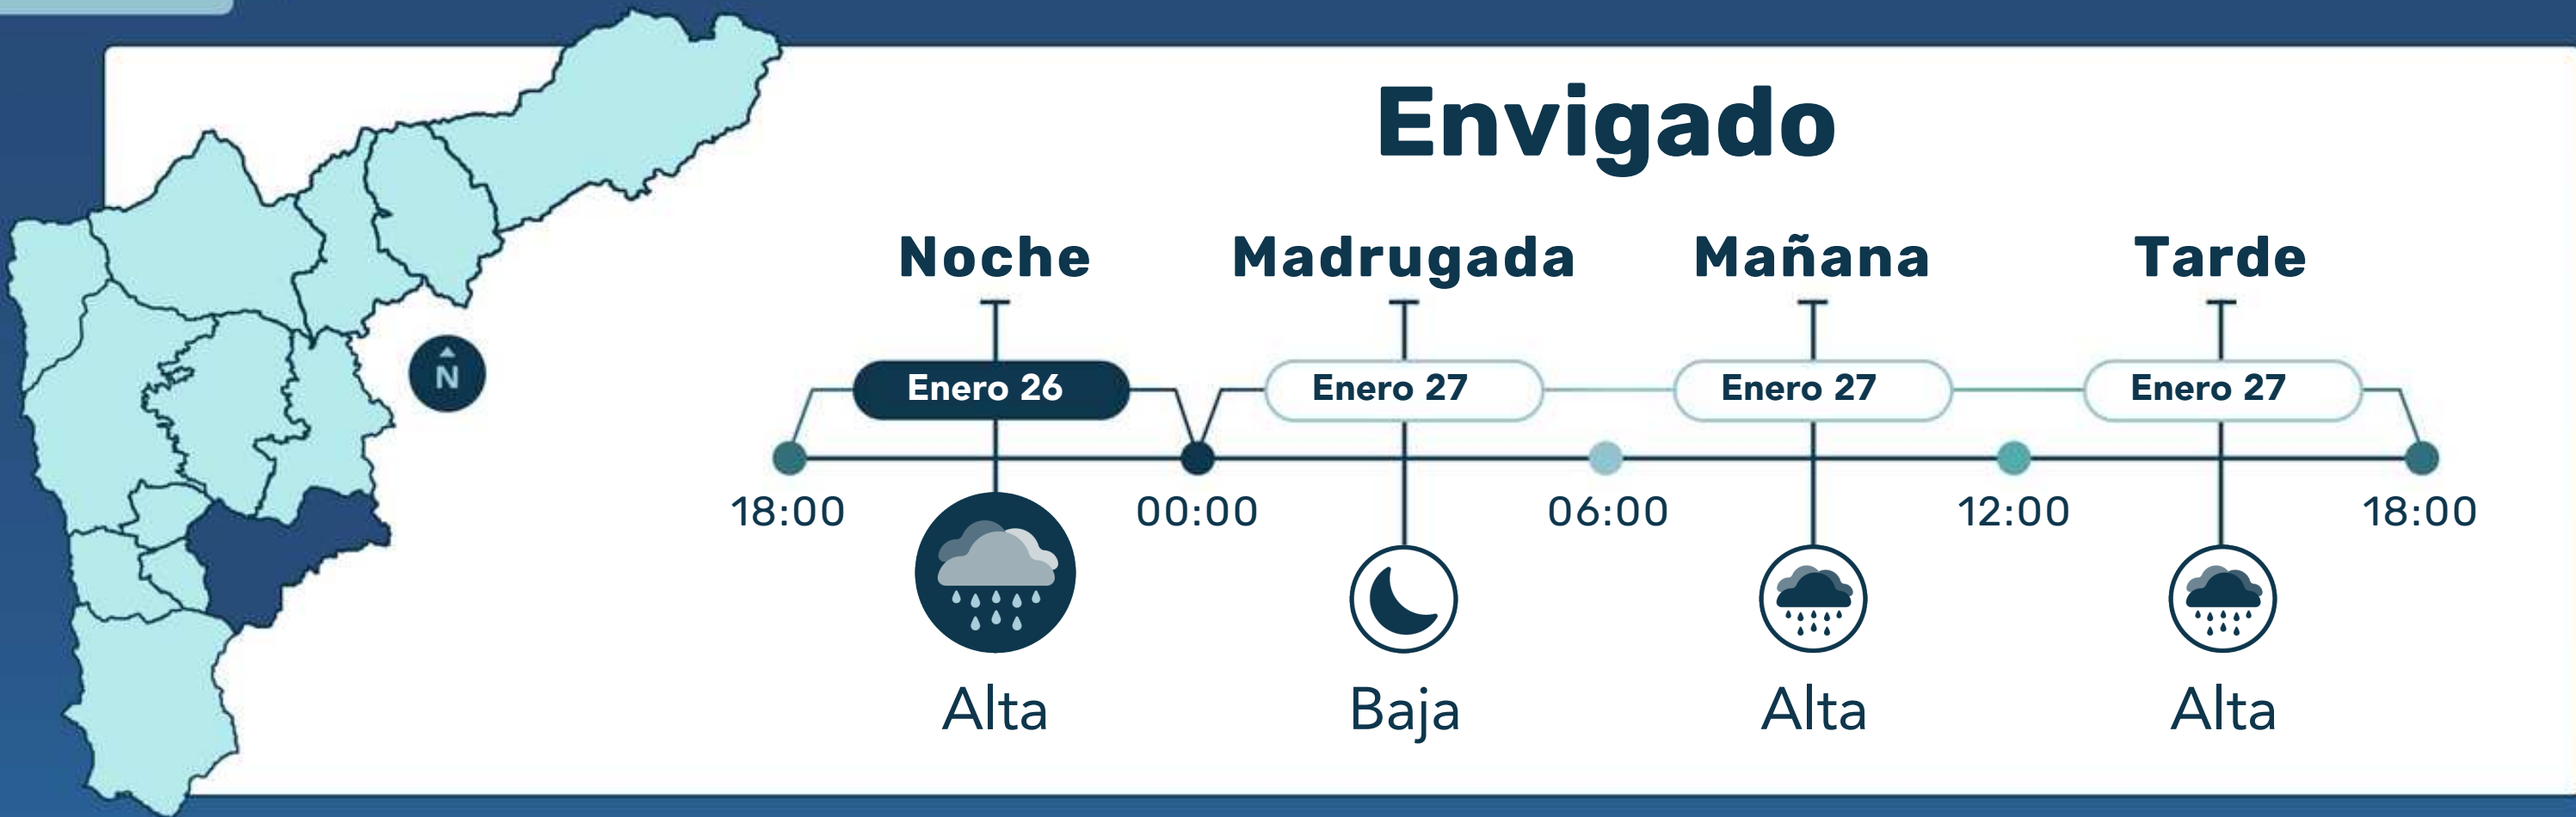 Envigado
Noche Madrugada Mañana Tarde
Enero 26 Enero 27 Enero 27 Enero 27
N
18:00 00:00 06:00 12:00 18:00
Alta Baja Alta Alta